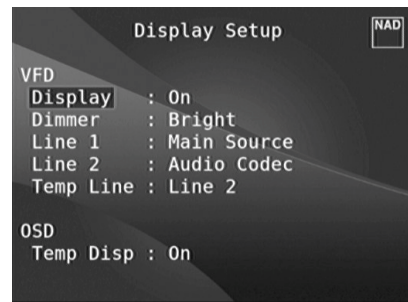 Display Setup
NAD
VFD
Display : On
Dimmer : Bright
Line 1 : Main Source
Line 2 : Audio Codec
Temp Line : Line 2
OSD
Temp Disp : On